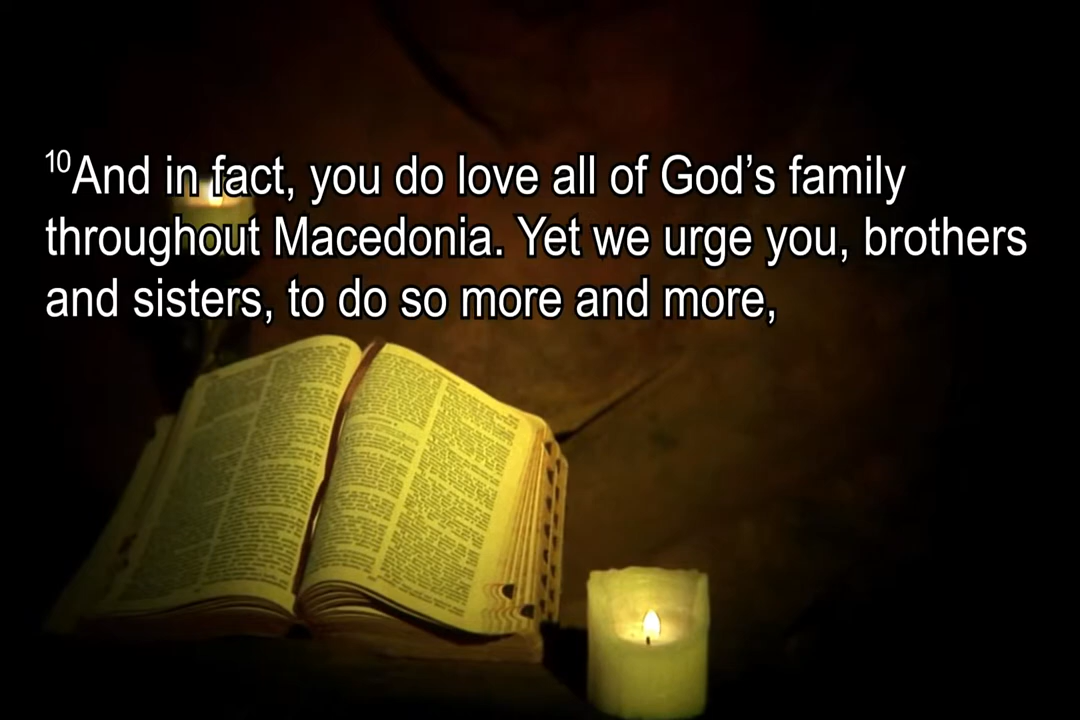 ¹⁰And in fact, you do love all of God’s family
throughout Macedonia. Yet we urge you, brothers
and sisters, to do so more and more,